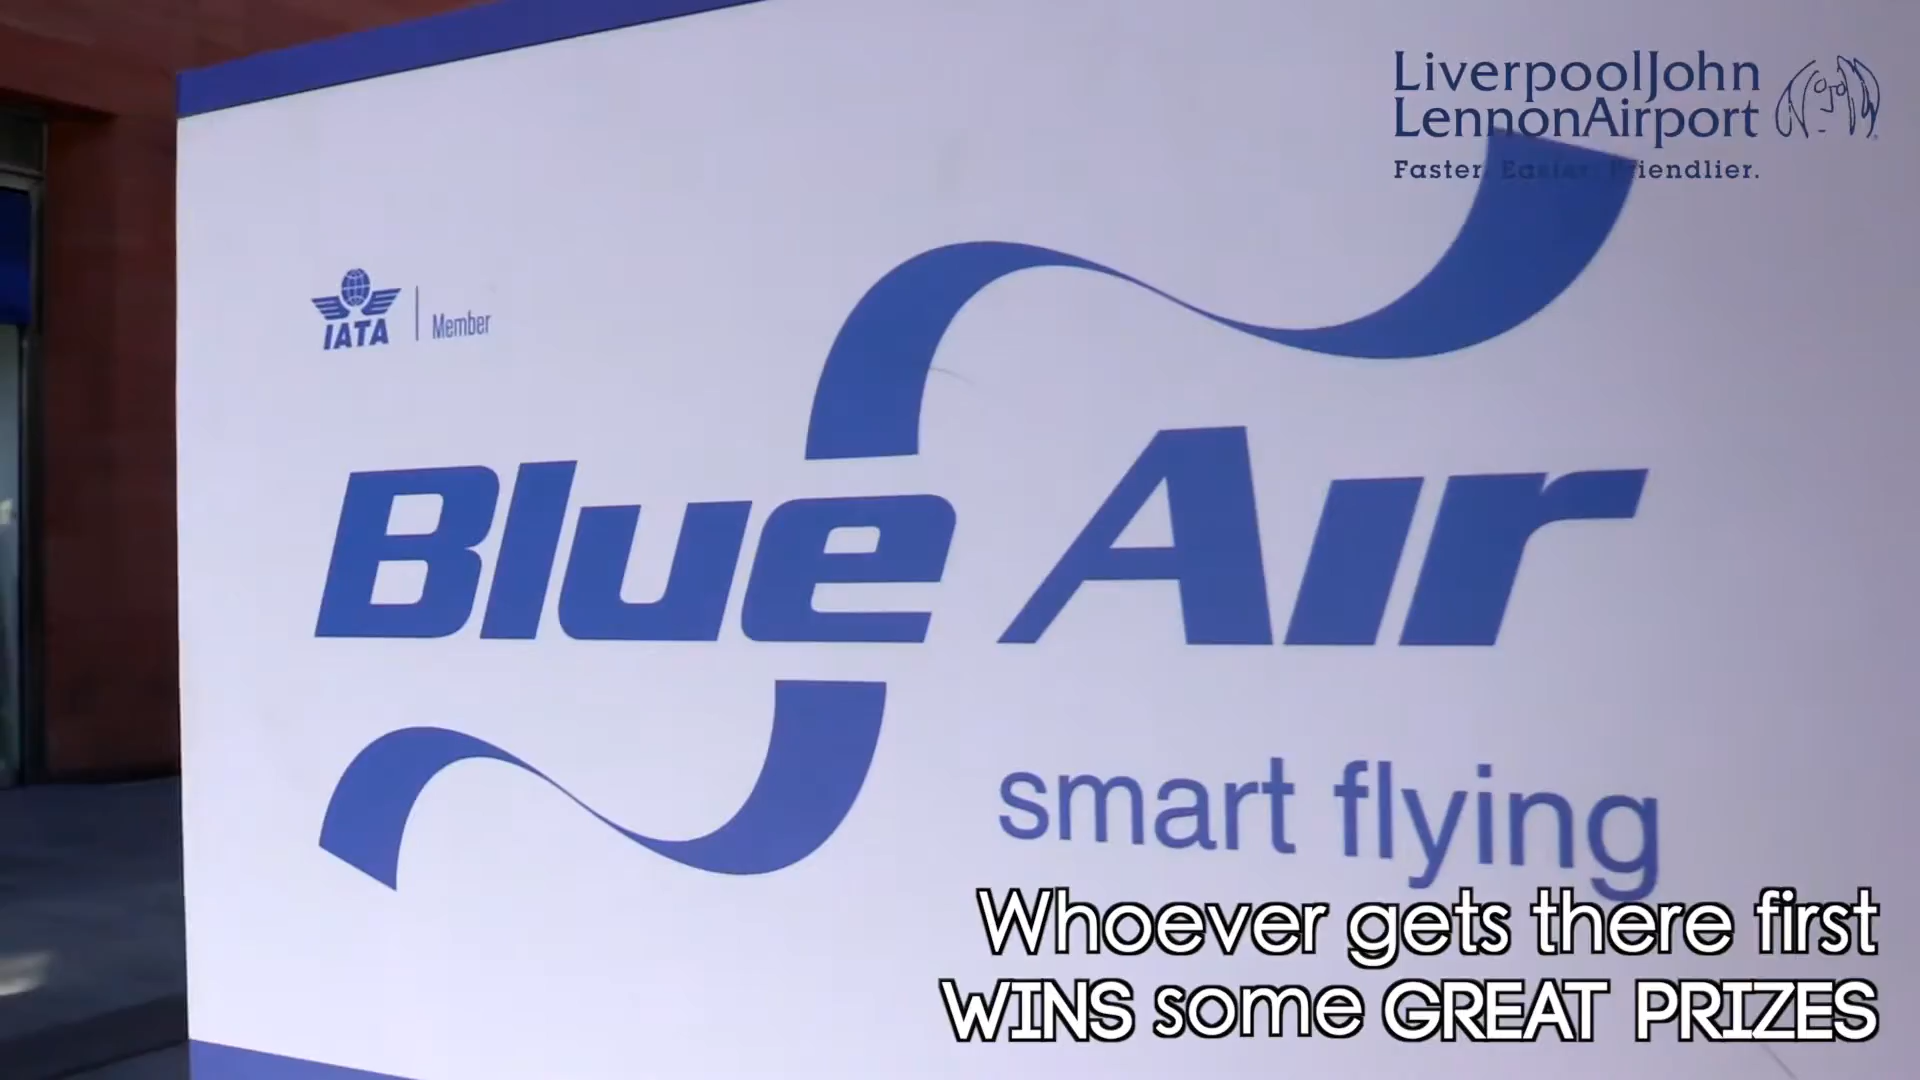 LiverpoolJohn
LennonAirport
Faster. Easier. Friendlier.
IATA Member
Blue Air
smart flying
Whoever gets there first
WINS some GREAT PRIZES